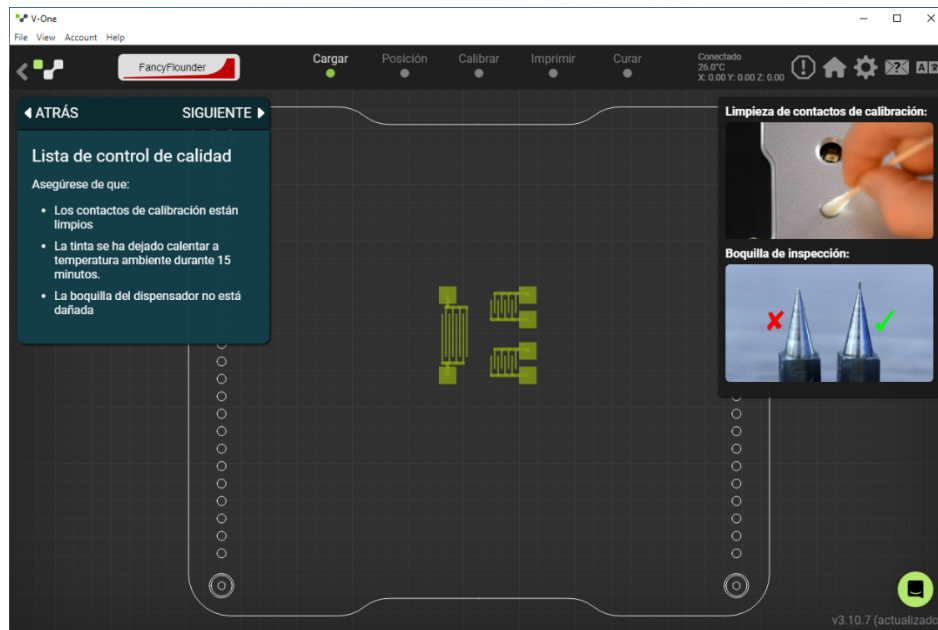 V-One
File View Account Help
FancyFlounder
Cargar
Posición
Calibrar
Imprimir
Curar
Conectado
26.0°C
X: 0.00 Y: 0.00 Z: 0.00
ATRÁS
SIGUIENTE
Lista de control de calidad
Asegúrese de que:
• Los contactos de calibración están
limpios
• La tinta se ha dejado calentar a
temperatura ambiente durante 15
minutos.
• La boquilla del dispensador no está
dañada
Limpieza de contactos de calibración:
Boquilla de inspección:
v3.10.7 (actualizado